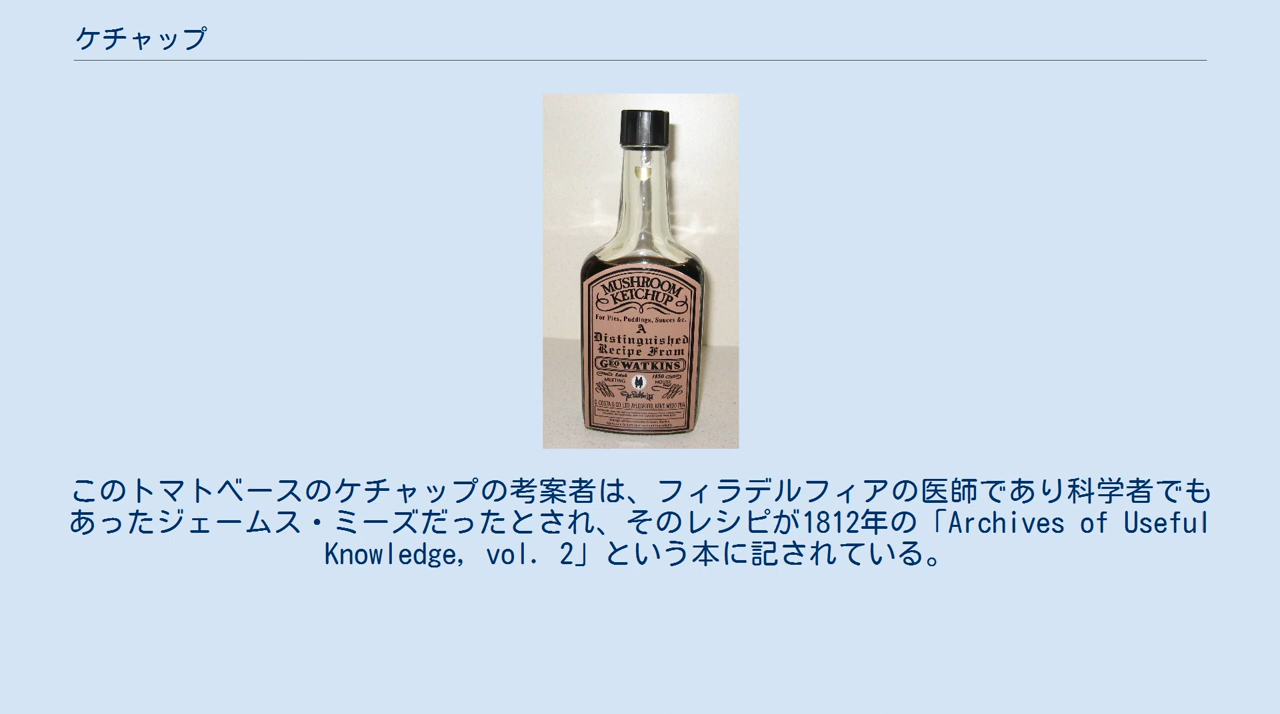 ケチャップ
MUSHROOM
KETCHUP
For Pies, Puddings, Sauces &c.
A
Distinguished
Recipe From
GEO WATKINS
1830
MEETING HOUSE
このトマトベースのケチャップの考案者は、フィラデルフィアの医師であり科学者でも
あったジェームス・ミーズだったとされ、そのレシピが1812年の「Archives of Useful
Knowledge, vol. 2」という本に記されている。